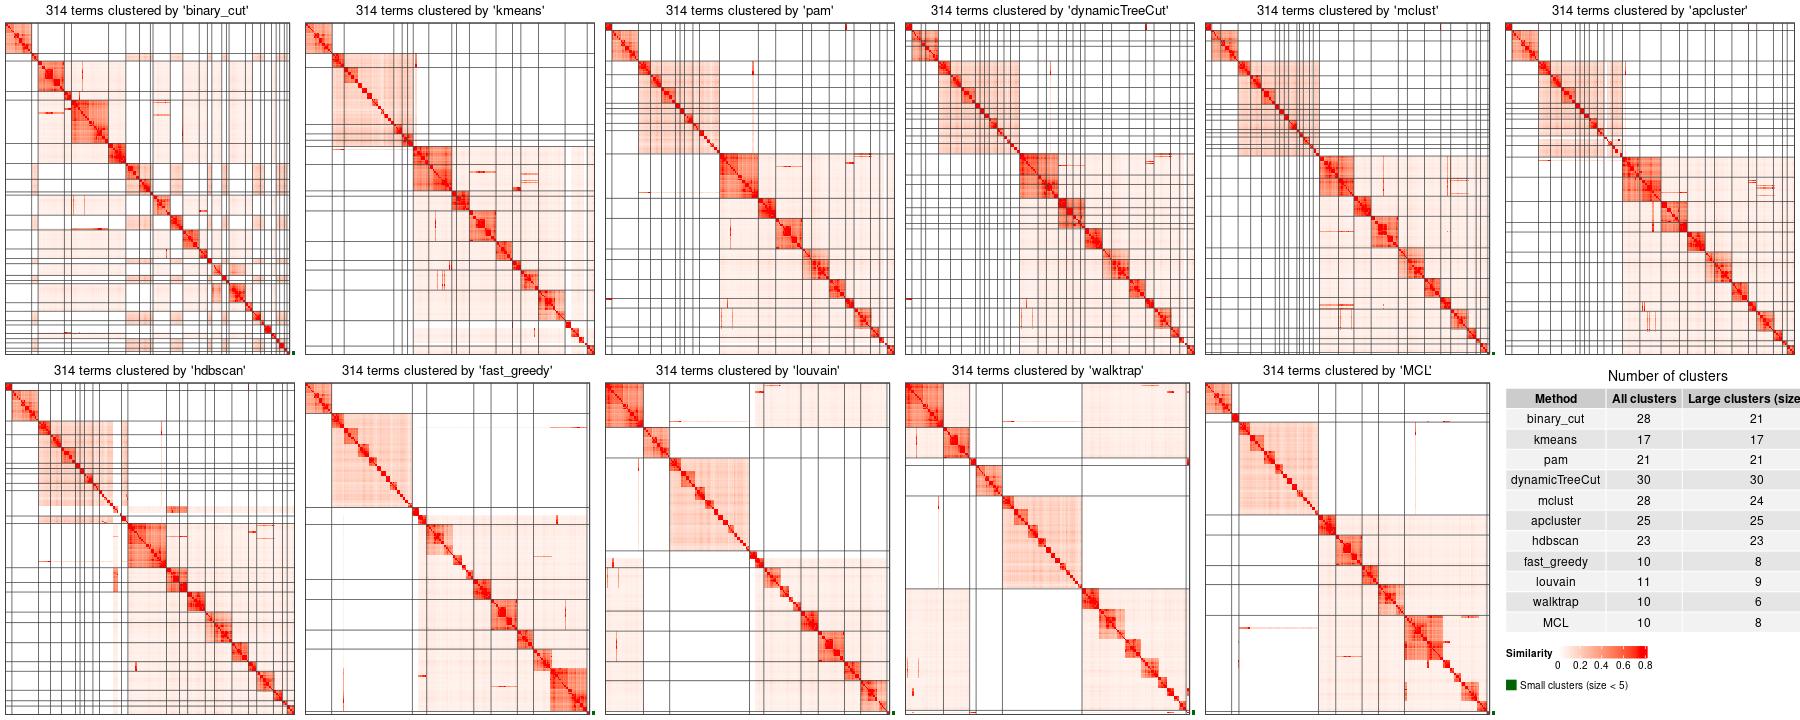 314 terms clustered by 'binary_cut'
314 terms clustered by 'kmeans'
314 terms clustered by 'pam'
314 terms clustered by 'dynamicTreeCut'
314 terms clustered by 'mclust'
314 terms clustered by 'apcluster'
314 terms clustered by 'hdbscan'
314 terms clustered by 'fast_greedy'
314 terms clustered by 'louvain'
314 terms clustered by 'walktrap'
314 terms clustered by 'MCL'
Number of clusters
Method All clusters Large clusters (size
binary_cut 28 21
kmeans 17 17
pam 21 21
dynamicTreeCut 30 30
mclust 28 24
apcluster 25 25
hdbscan 23 23
fast_greedy 10 8
louvain 11 9
walktrap 10 6
MCL 10 8
Similarity
0 0.2 0.4 0.6 0.8
Small clusters (size < 5)